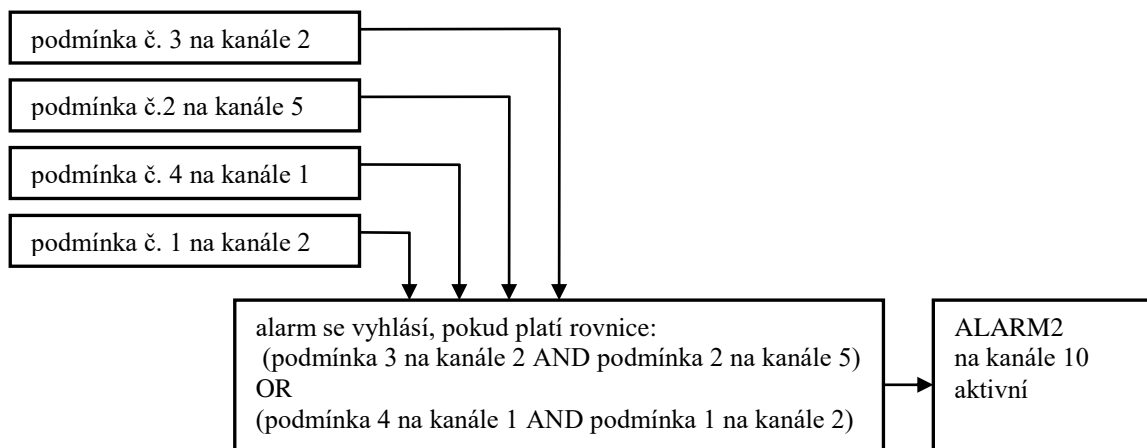 podmínka č. 3 na kanále 2
podmínka č.2 na kanále 5
podmínka č. 4 na kanále 1
podmínka č. 1 na kanále 2
alarm se vyhlásí, pokud platí rovnice:
(podmínka 3 na kanále 2 AND podmínka 2 na kanále 5)
OR
(podmínka 4 na kanále 1 AND podmínka 1 na kanále 2)
ALARM2
na kanále 10
aktivní